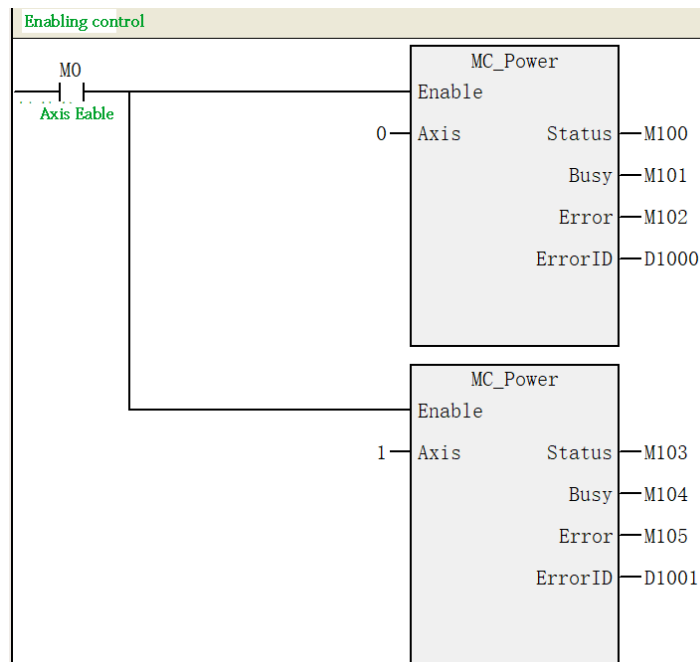 Enabling control
M0
Axis Eable
MC_Power
Enable
0 Axis Status M100
Busy M101
Error M102
ErrorID D1000
MC_Power
Enable
1 Axis Status M103
Busy M104
Error M105
ErrorID D1001